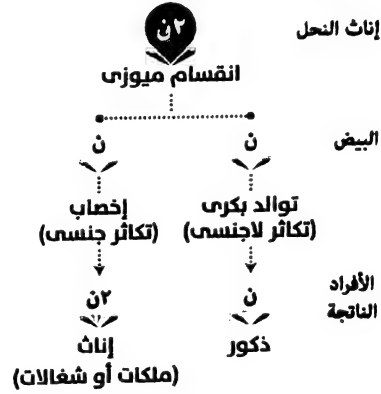 إناث النحل
٢ن
انقسام ميوزى
البيض
ن
ن
توالد بكرى
(تكاثر لاجنسى)
إخصاب
(تكاثر جنسى)
الأفراد
الناتجة
ن
ذكور
٢ن
إناث
(ملكات أو شغالات)